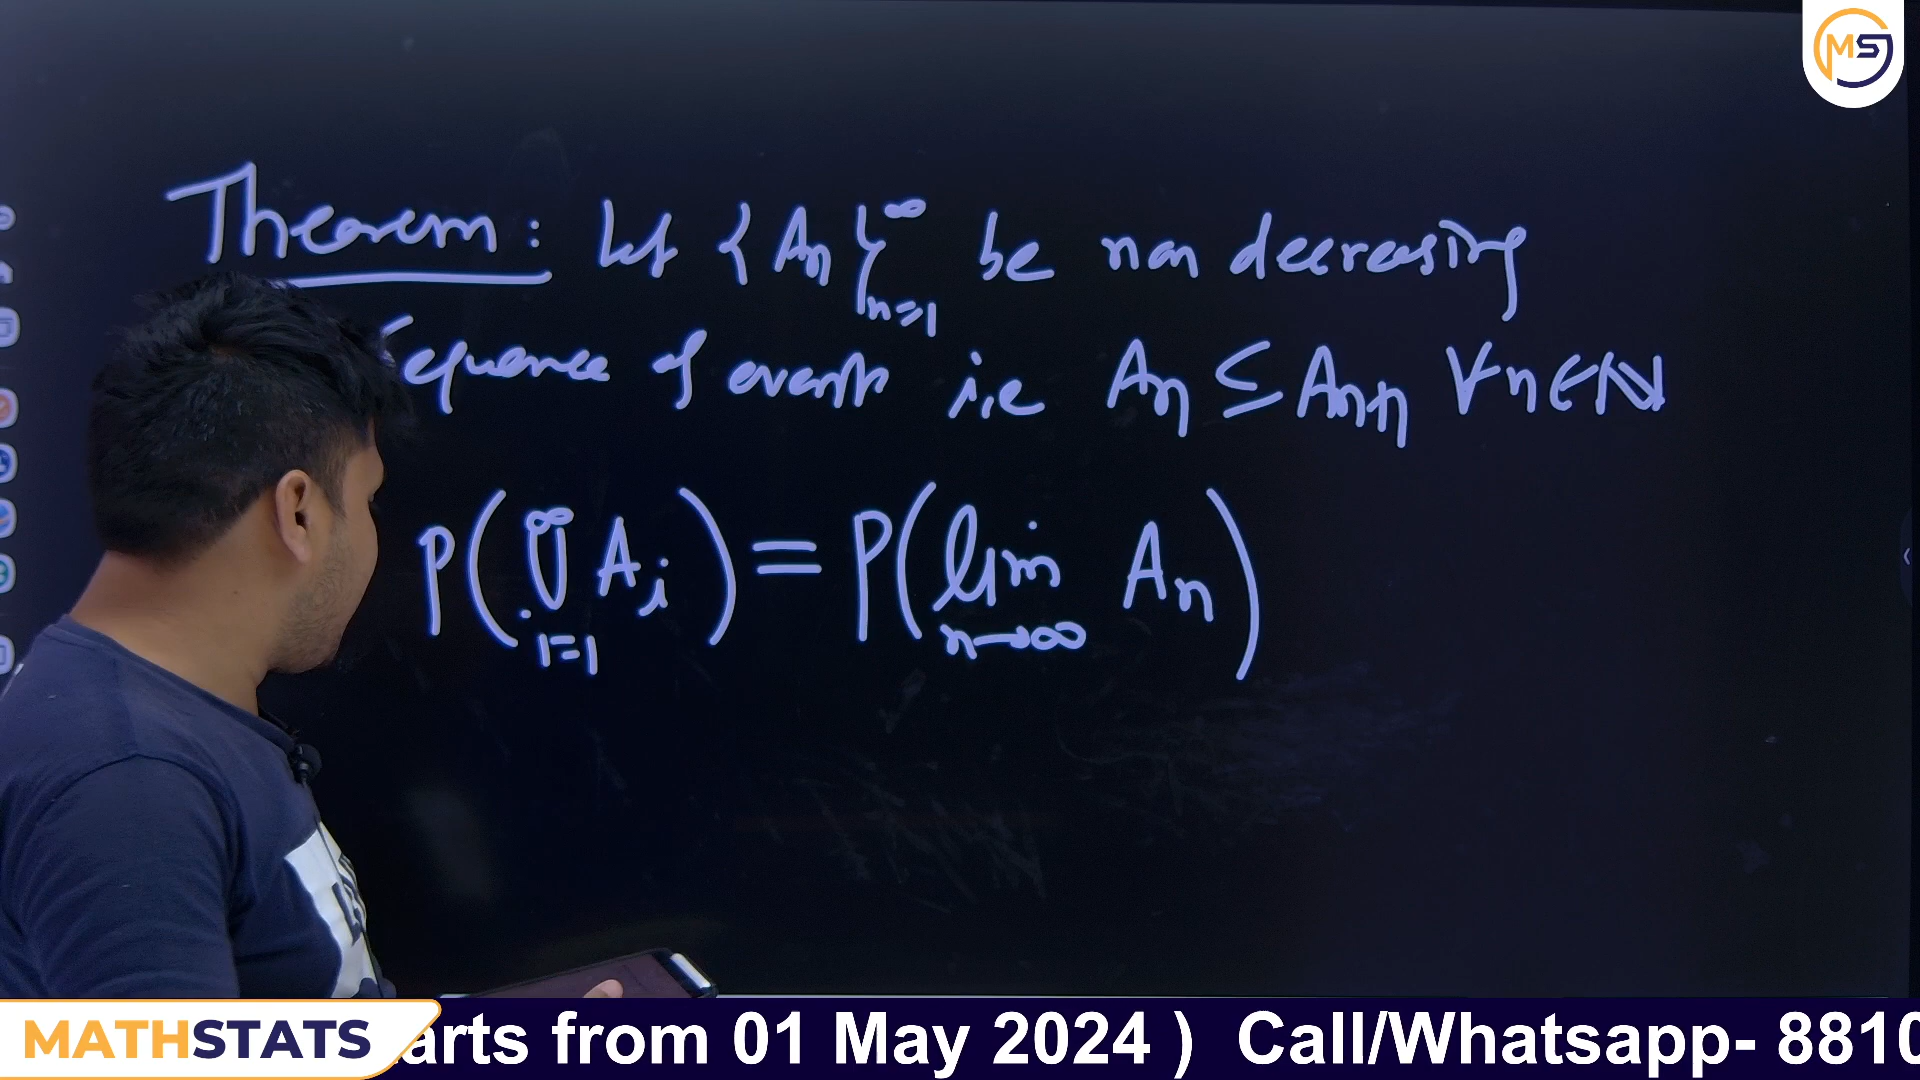 MS
Theorem: Let {An}∞n=1 be non decreasing
Sequence of events i.e An ⊆ An+1 ∀n∈N
P(∞⋃i=1 Ai) = P(lim n→∞ An)
MATHSTATS arts from 01 May 2024 ) Call/Whatsapp- 8810